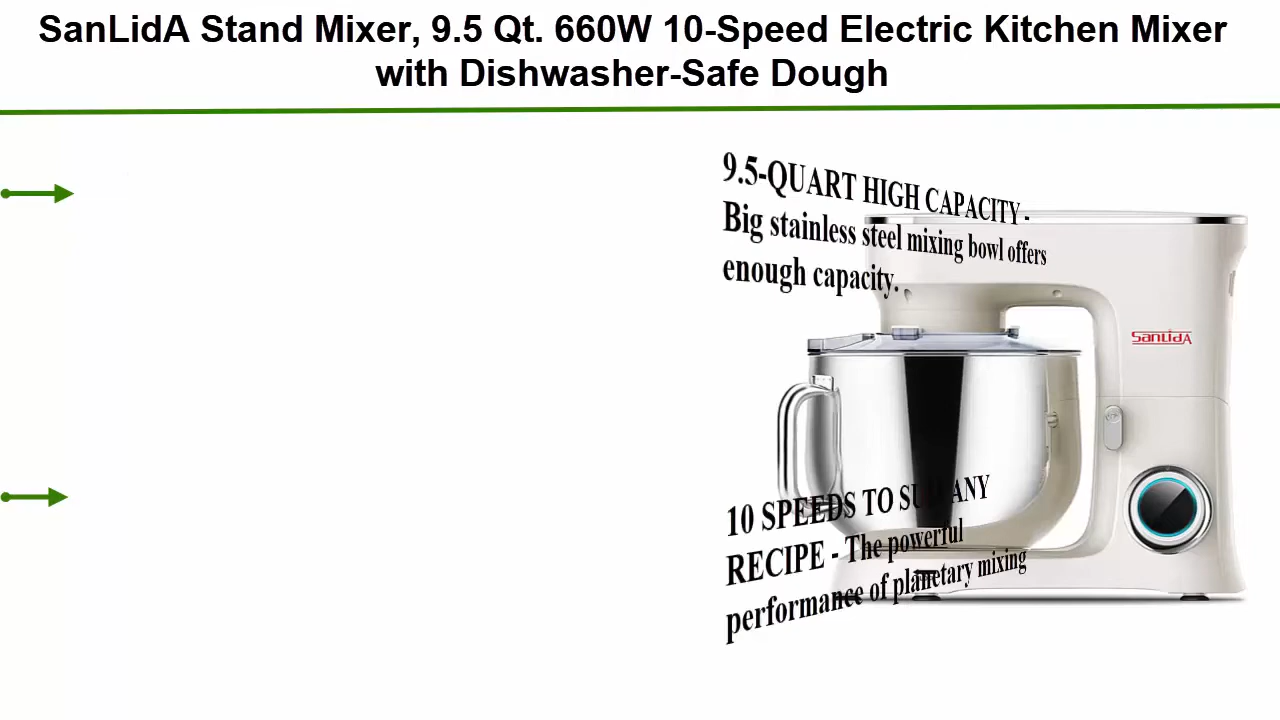 SanLidA Stand Mixer, 9.5 Qt. 660W 10-Speed Electric Kitchen Mixer
with Dishwasher-Safe Dough
9.5-QUART HIGH CAPACITY -
Big stainless steel mixing bowl offers
enough capacity.
SanLidA
10 SPEEDS TO SUIT ANY
RECIPE - The powerful
performance of planetary mixing